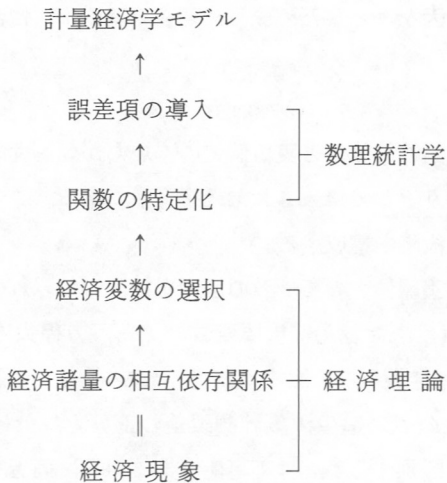 計量経済学モデル
↑
誤差項の導入
↑
数理統計学
関数の特定化
↑
経済変数の選択
↑
経済諸量の相互依存関係
経済理論
∥
経済現象